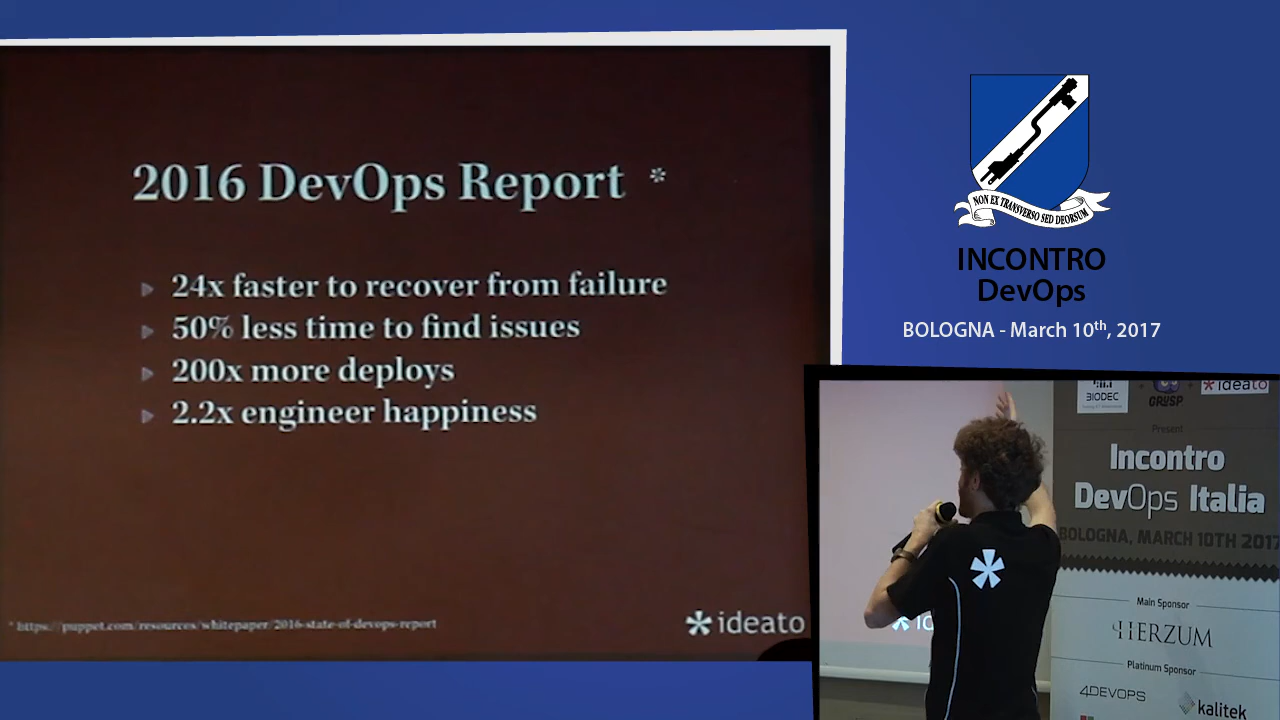 2016 DevOps Report *
24x faster to recover from failure
50% less time to find issues
200x more deploys
2.2x engineer happiness
* https://puppet.com/resources/whitepaper/2016-state-of-devops-report
ideato
NON EX TRANSVERSO SED DEORSUM
INCONTRO
DevOps
BOLOGNA - March 10th, 2017
BIODEC
GRUSP
ideato
Present
Incontro
DevOps Italia
BOLOGNA, MARCH 10TH 2017
Main Sponsor
HERZUM
Platinum Sponsor
4DEVOPS
kalitek